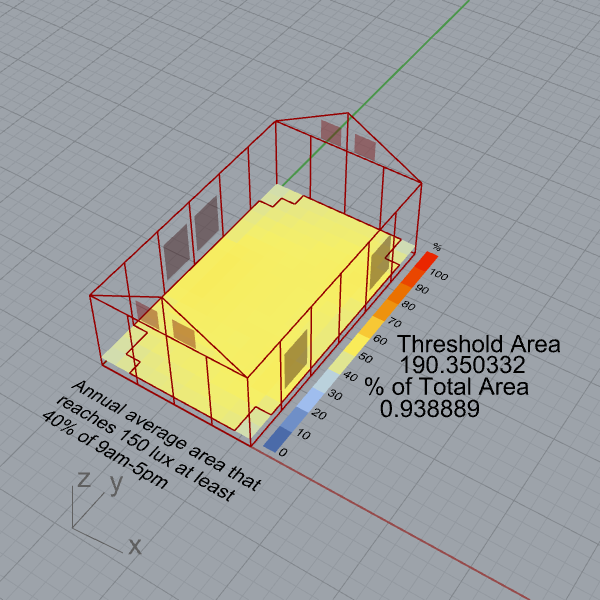 %
100
90
80
70
60
50
40
30
20
10
0
Threshold Area
190.350332
% of Total Area
0.938889
Annual average area that
reaches 150 lux at least
40% of 9am-5pm
z
y
x